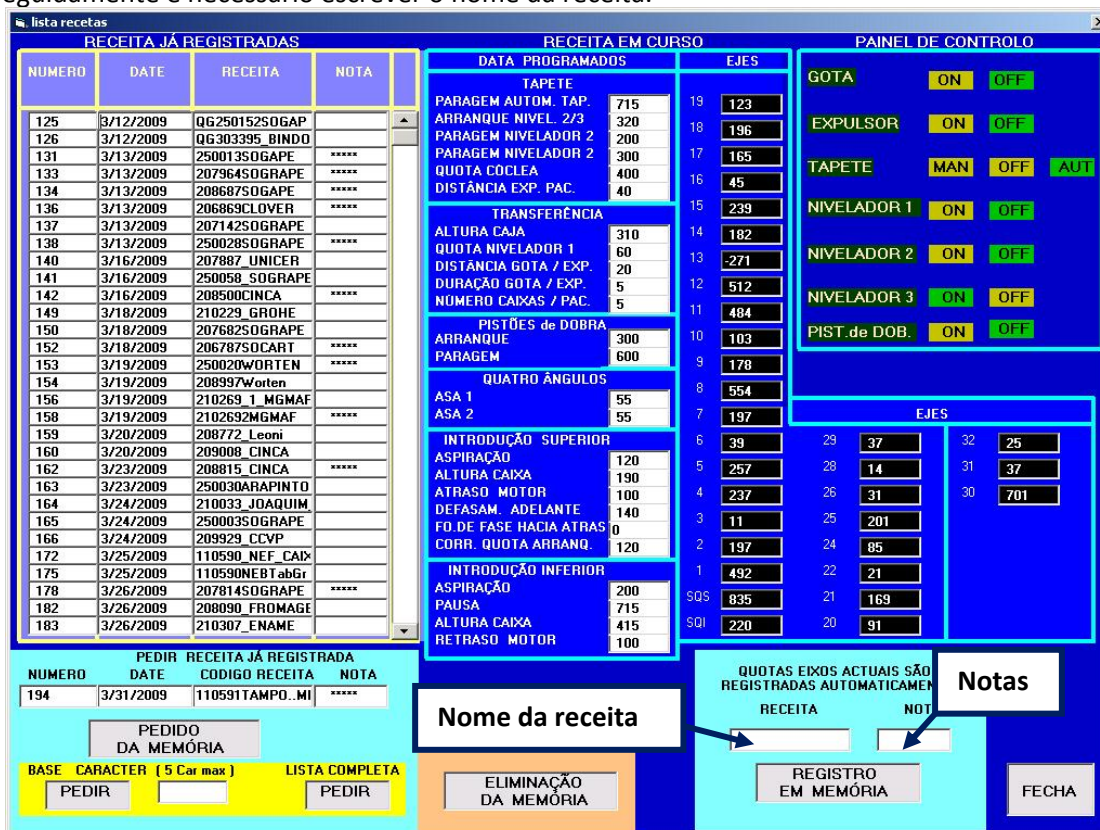 eguidamente é necessário escrever o nome da receita.
lista recetas
RECEITA JÁ REGISTRADAS
NUMERO DATE RECEITA NOTA
125 3/12/2009 QG250152SOGAP
126 3/12/2009 QG303395_BINDO
131 3/13/2009 250013SOGAPE *****
133 3/13/2009 207964SOGRAPE *****
134 3/13/2009 208687SOGAPE *****
136 3/13/2009 206869CLOVER *****
137 3/13/2009 207142SOGRAPE
138 3/13/2009 250028SOGRAPE *****
140 3/16/2009 207887_UNICER
141 3/16/2009 250058_SOGRAPE
142 3/16/2009 208500CINCA *****
149 3/18/2009 210229_GROHE
150 3/18/2009 207682SOGRAPE
152 3/18/2009 206787SOCART *****
153 3/19/2009 250020WORTEN *****
154 3/19/2009 208997Worten
156 3/19/2009 210269_1_MGMAF
158 3/19/2009 2102692MGMAF *****
159 3/20/2009 208772_Leoni
160 3/20/2009 209008_CINCA
162 3/23/2009 208815_CINCA *****
163 3/23/2009 250030ARAPINTO
164 3/24/2009 210033_JOAQUIM_
165 3/24/2009 250003SOGRAPE
166 3/24/2009 209929_CCVP
172 3/25/2009 110590_NEF_CAIX
175 3/25/2009 110590NEBTabGr
178 3/26/2009 207814SOGRAPE *****
182 3/26/2009 208090_FROMAGE
183 3/26/2009 210307_ENAME
PEDIR RECEITA JÁ REGISTRADA
NUMERO DATE CODIGO RECEITA NOTA
194 3/31/2009 110591TAMPO..MI *****
PEDIDO
DA MEMÓRIA
BASE CARACTER ( 5 Car max ) LISTA COMPLETA
PEDIR PEDIR
RECEITA EM CURSO
DATA PROGRAMADOS
TAPETE
PARAGEM AUTOM. TAP. 715
ARRANQUE NIVEL. 2/3 320
PARAGEM NIVELADOR 2 200
PARAGEM NIVELADOR 2 300
QUOTA CÓCLEA 400
DISTÂNCIA EXP. PAC. 40
TRANSFERÊNCIA
ALTURA CAJA 310
QUOTA NIVELADOR 1 60
DISTÂNCIA GOTA / EXP. 20
DURAÇÃO GOTA / EXP. 5
NÚMERO CAIXAS / PAC. 5
PISTÕES de DOBRA
ARRANQUE 300
PARAGEM 600
QUATRO ÂNGULOS
ASA 1 55
ASA 2 55
INTRODUÇÃO SUPERIOR
ASPIRAÇÃO 120
ALTURA CAIXA 190
ATRASO MOTOR 100
DEFASAM. ADELANTE 140
FO.DE FASE HACIA ATRAS 0
CORR. QUOTA ARRANQ. 120
INTRODUÇÃO INFERIOR
ASPIRAÇÃO 200
PAUSA 715
ALTURA CAIXA 415
RETRASO MOTOR 100
EJES
19 123
18 196
17 165
16 45
15 239
14 182
13 -271
12 512
11 484
10 103
9 178
8 554
7 197
6 39
5 257
4 237
3 11
2 197
1 492
SQS 835
SQI 220
PAINEL DE CONTROLO
GOTA ON OFF
EXPULSOR ON OFF
TAPETE MAN OFF AUT
NIVELADOR 1 ON OFF
NIVELADOR 2 ON OFF
NIVELADOR 3 ON OFF
PIST.de DOB. ON OFF
EJES
29 37 32 25
28 14 31 37
26 31 30 701
25 201
24 85
22 21
21 169
20 91
Nome da receita
ELIMINAÇÃO
DA MEMÓRIA
QUOTAS EIXOS ACTUAIS SÃO
REGISTRADAS AUTOMATICAMEN
Notas
RECEITA NOT
REGISTRO
EM MEMÓRIA
FECHA